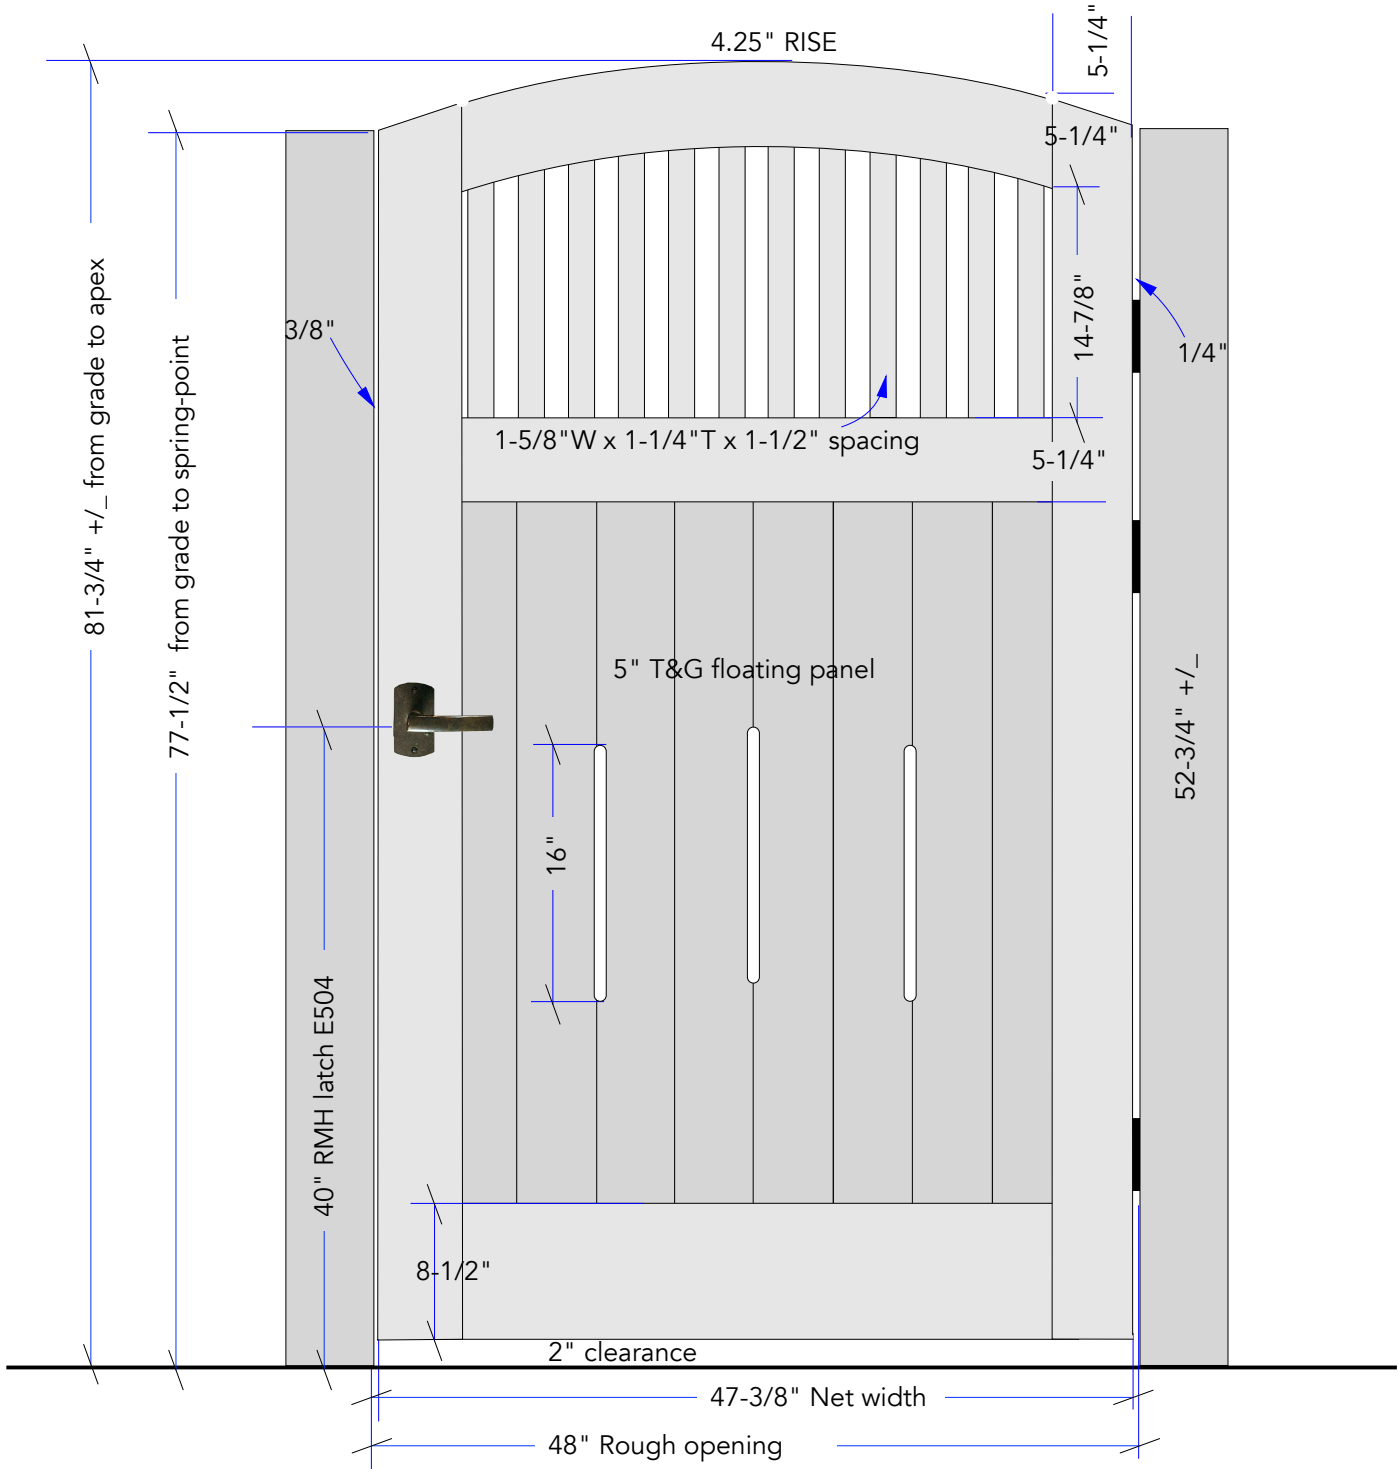 4.25" RISE
5-1/4"
5-1/4"
81-3/4" +/_ from grade to apex
77-1/2" from grade to spring-point
3/8"
14-7/8"
1/4"
1-5/8"W x 1-1/4"T x 1-1/2" spacing
5-1/4"
5" T&G floating panel
52-3/4" +/_
16"
40" RMH latch E504
8-1/2"
2" clearance
47-3/8" Net width
48" Rough opening